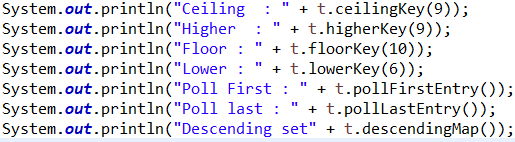 System.out.println("Ceiling  : " + t.ceilingKey(9));
System.out.println("Higher  : " + t.higherKey(9));
System.out.println("Floor : " + t.floorKey(10));
System.out.println("Lower : " + t.lowerKey(6));
System.out.println("Poll First : " + t.pollFirstEntry());
System.out.println("Poll last : " + t.pollLastEntry());
System.out.println("Descending set" + t.descendingMap());